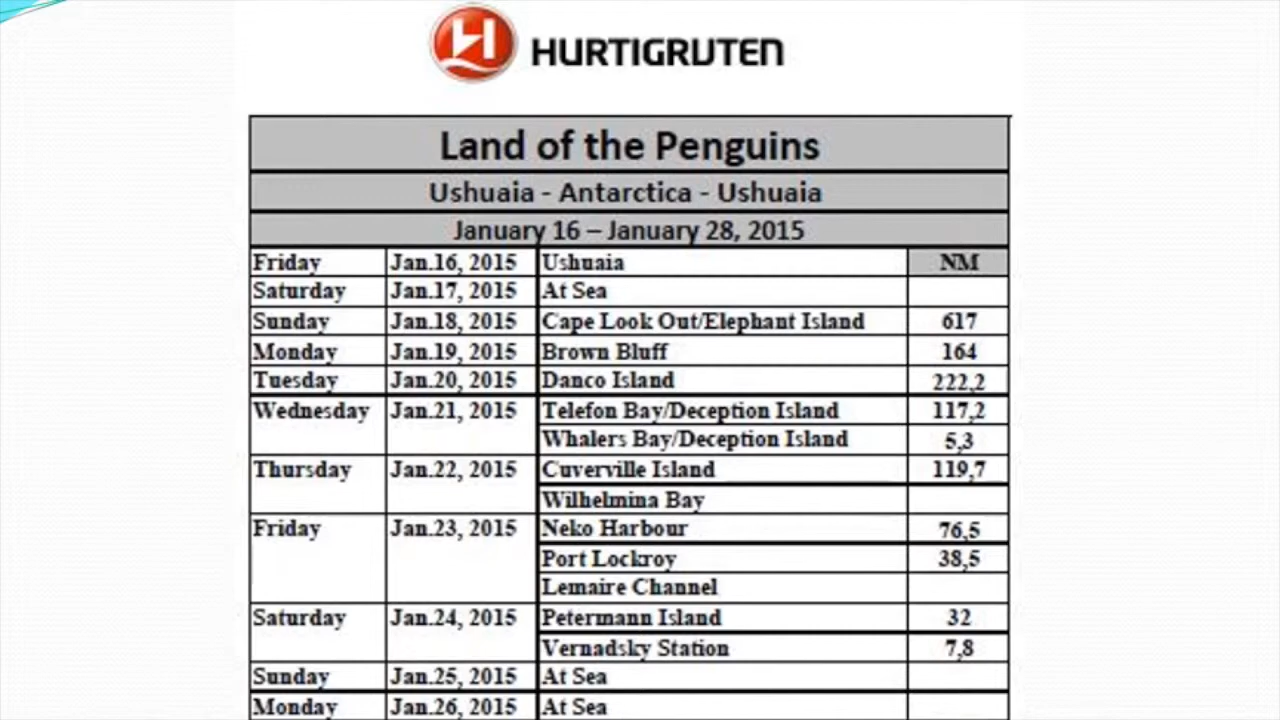 HURTIGRUTEN
Land of the Penguins
Ushuaia - Antarctica - Ushuaia
January 16 – January 28, 2015
Friday Jan.16, 2015 Ushuaia NM
Saturday Jan.17, 2015 At Sea
Sunday Jan.18, 2015 Cape Look Out/Elephant Island 617
Monday Jan.19, 2015 Brown Bluff 164
Tuesday Jan.20, 2015 Danco Island 222,2
Wednesday Jan.21, 2015 Telefon Bay/Deception Island 117,2
Whalers Bay/Deception Island 5,3
Thursday Jan.22, 2015 Cuverville Island 119,7
Wilhelmina Bay
Friday Jan.23, 2015 Neko Harbour 76,5
Port Lockroy 38,5
Lemaire Channel
Saturday Jan.24, 2015 Petermann Island 32
Vernadsky Station 7,8
Sunday Jan.25, 2015 At Sea
Monday Jan.26, 2015 At Sea